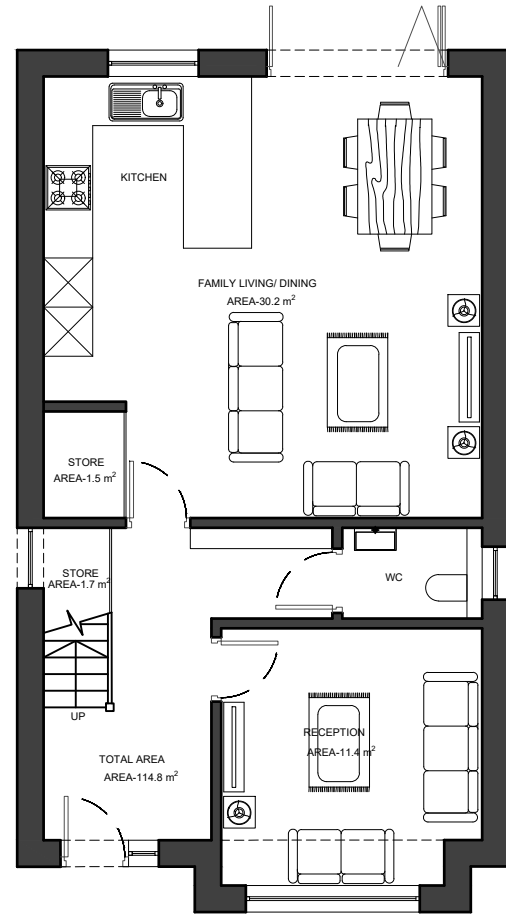 KITCHEN
FAMILY LIVING/ DINING
AREA-30.2 m²
STORE
AREA-1.5 m²
STORE
AREA-1.7 m²
WC
UP
RECEPTION
AREA-11.4 m²
TOTAL AREA
AREA-114.8 m²